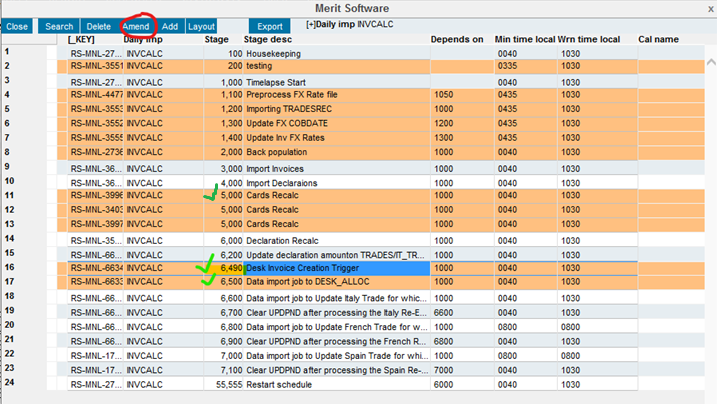 Merit Software
x
Close Search Delete Amend Add Layout Export [+]Daily imp INVCALC
[_KEY] Daily imp Stage Stage desc Depends on Min time local Wrn time local Cal name
1 RS-MNL-27... INVCALC 100 Housekeeping 0040 1030
2 RS-MNL-3551 INVCALC 200 testing 0335 1030
3 RS-MNL-27... INVCALC 1,000 Timelapse Start 0040 1030
4 RS-MNL-4477 INVCALC 1,100 Preprocess FX Rate file 1050 0435 1030
5 RS-MNL-3553 INVCALC 1,200 Importing TRADESREC 1000 0435 1030
6 RS-MNL-3552 INVCALC 1,300 Update FX COBDATE 1200 0435 1030
7 RS-MNL-3555 INVCALC 1,400 Update Inv FX Rates 1300 0435 1030
8 RS-MNL-2736 INVCALC 2,000 Back population 1000 0040 1030
9 RS-MNL-36... INVCALC 3,000 Import Invoices 1000 0040 1030
10 RS-MNL-36... INVCALC 4,000 Import Declaraions 1000 0040 1030
11 RS-MNL-3996 INVCALC 5,000 Cards Recalc 1000 0040 1030
12 RS-MNL-3403 INVCALC 5,000 Cards Recalc 1000 0040 1030
13 RS-MNL-3997 INVCALC 5,000 Cards Recalc 1000 0040 1030
14 RS-MNL-35... INVCALC 6,000 Declaration Recalc 1000 0040 1030
15 RS-MNL-66... INVCALC 6,200 Update declaration amounton TRADES/IT_TR... 1000 0040 1030
16 RS-MNL-6634 INVCALC 6,490 Desk Invoice Creation Trigger 1000 0040 1030
17 RS-MNL-6633 INVCALC 6,500 Data import job to DESK_ALLOC 1000 0040 1030
18 RS-MNL-66... INVCALC 6,600 Data import job to Update Italy Trade for whic... 1000 0040 1030
19 RS-MNL-66... INVCALC 6,700 Clear UPDPND after processing the Italy Re-E... 6600 0040 1030
20 RS-MNL-66... INVCALC 6,800 Data import job to Update French Trade for w... 1000 0800 0800
21 RS-MNL-66... INVCALC 6,900 Clear UPDPND after processing the French R... 6800 0040 1030
22 RS-MNL-17... INVCALC 7,000 Data import job to Update Spain Trade for whi... 1000 0800 0800
23 RS-MNL-17... INVCALC 7,100 Clear UPDPND after processing the Spain Re-... 7000 0040 1030
24 RS-MNL-27... INVCALC 55,555 Restart schedule 6000 0040 1030